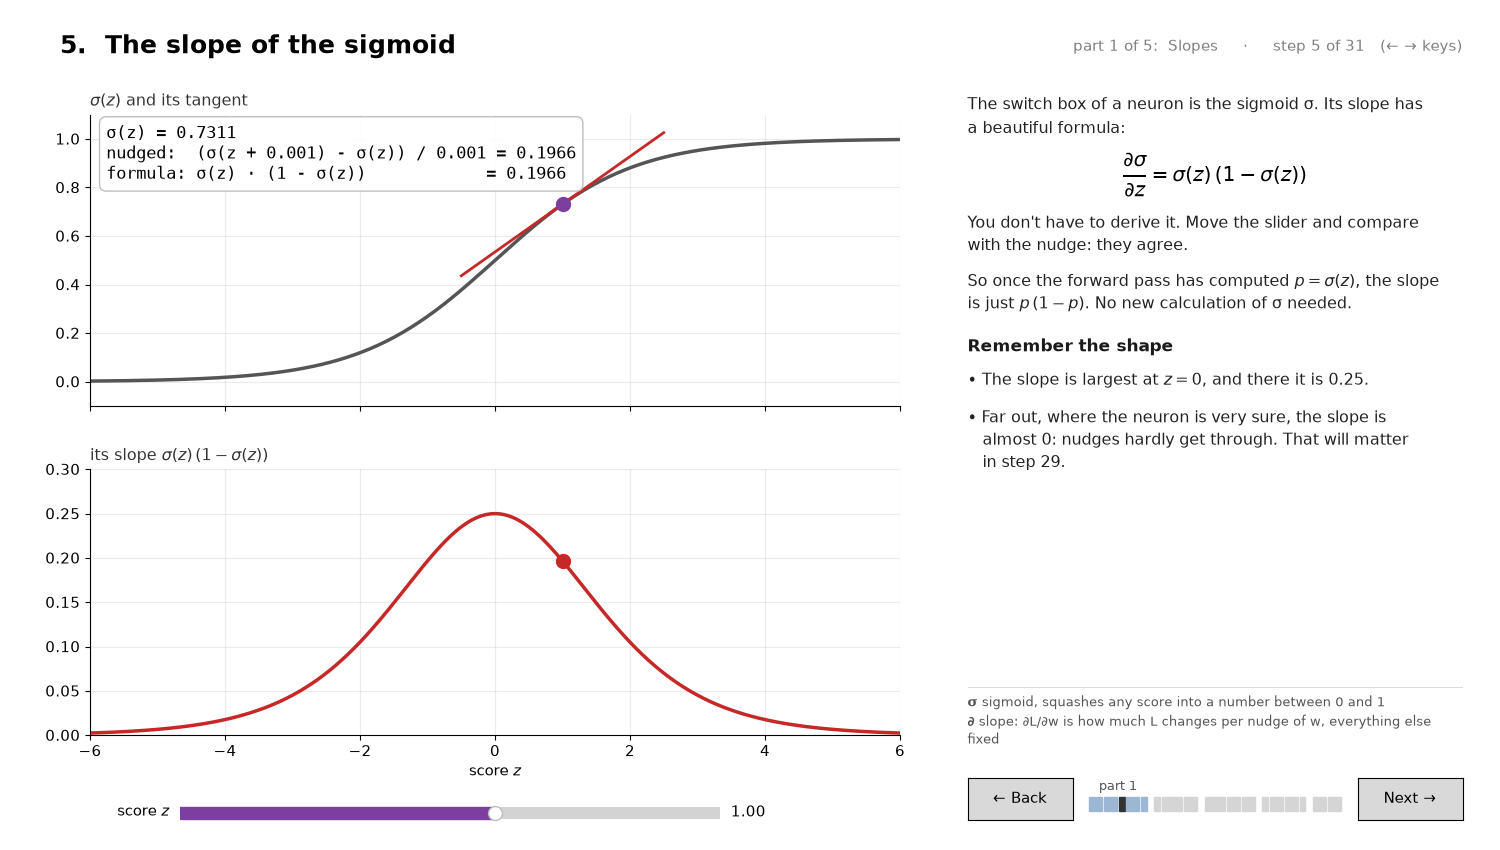 5.  The slope of the sigmoid
part 1 of 5:  Slopes  ·  step 5 of 31  (← → keys)
σ(z) and its tangent
σ(z) = 0.7311
nudged:  (σ(z + 0.001) - σ(z)) / 0.001 = 0.1966
formula: σ(z) · (1 - σ(z))             = 0.1966
1.0
0.8
0.6
0.4
0.2
0.0
its slope σ(z) (1 − σ(z))
0.30
0.25
0.20
0.15
0.10
0.05
0.00
−6 −4 −2 0 2 4 6
score z
score z 1.00
The switch box of a neuron is the sigmoid σ. Its slope has
a beautiful formula:
∂σ/∂z = σ(z) (1 − σ(z))
You don't have to derive it. Move the slider and compare
with the nudge: they agree.
So once the forward pass has computed p = σ(z), the slope
is just p (1 − p). No new calculation of σ needed.
Remember the shape
• The slope is largest at z = 0, and there it is 0.25.
• Far out, where the neuron is very sure, the slope is
almost 0: nudges hardly get through. That will matter
in step 29.
σ sigmoid, squashes any score into a number between 0 and 1
∂ slope: ∂L/∂w is how much L changes per nudge of w, everything else
fixed
← Back
part 1
Next →